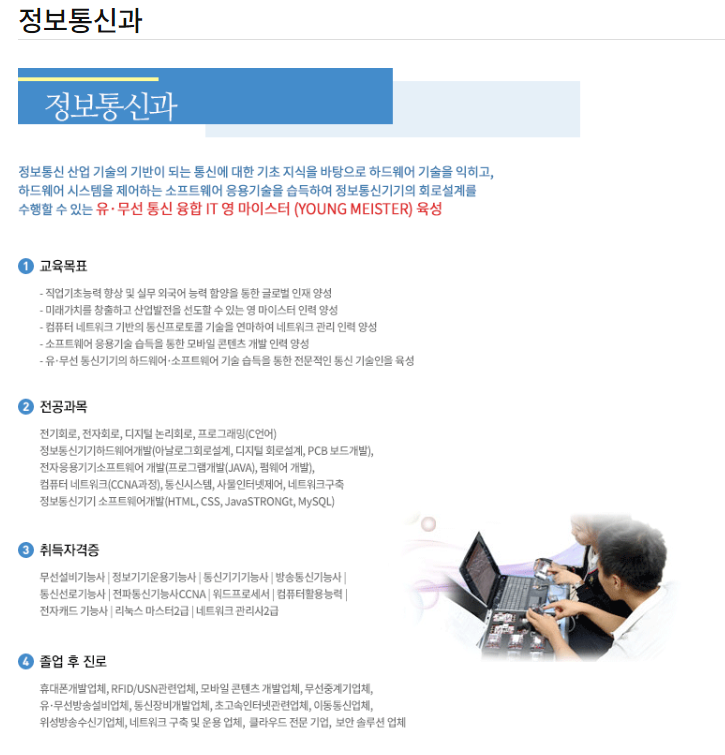 정보통신과
정보통신과
정보통신 산업 기술의 기반이 되는 통신에 대한 기초 지식을 바탕으로 하드웨어 기술을 익히고,
하드웨어 시스템을 제어하는 소프트웨어 응용기술을 습득하여 정보통신기기의 회로설계를
수행할 수 있는 유·무선 통신 융합 IT 영 마이스터 (YOUNG MEISTER) 육성
1 교육목표
- 직업기초능력 향상 및 실무 외국어 능력 함양을 통한 글로벌 인재 양성
- 미래가치를 창출하고 산업발전을 선도할 수 있는 영 마이스터 인력 양성
- 컴퓨터 네트워크 기반의 통신프로토콜 기술을 연마하여 네트워크 관리 인력 양성
- 소프트웨어 응용기술 습득을 통한 모바일 콘텐츠 개발 인력 양성
- 유·무선 통신기기의 하드웨어·소프트웨어 기술 습득을 통한 전문적인 통신 기술인을 육성
2 전공과목
전기회로, 전자회로, 디지털 논리회로, 프로그래밍(C언어)
정보통신기기하드웨어개발(아날로그회로설계, 디지털 회로설계, PCB 보드개발),
전자응용기기소프트웨어 개발(프로그램개발(JAVA), 펌웨어 개발),
컴퓨터 네트워크(CCNA과정), 통신시스템, 사물인터넷제어, 네트워크구축
정보통신기기 소프트웨어개발(HTML, CSS, JavaSTRONGt, MySQL)
3 취득자격증
무선설비기능사 | 정보기기운용기능사 | 통신기기기능사 | 방송통신기능사 |
통신선로기능사 | 전파통신기능사CCNA | 워드프로세서 | 컴퓨터활용능력 |
전자캐드 기능사 | 리눅스 마스터2급 | 네트워크 관리사2급
4 졸업 후 진로
휴대폰개발업체, RFID/USN관련업체, 모바일 콘텐츠 개발업체, 무선중계기업체,
유·무선방송설비업체, 통신장비개발업체, 초고속인터넷관련업체, 이동통신업체,
위성방송수신기업체, 네트워크 구축 및 운용 업체, 클라우드 전문 기업, 보안 솔루션 업체